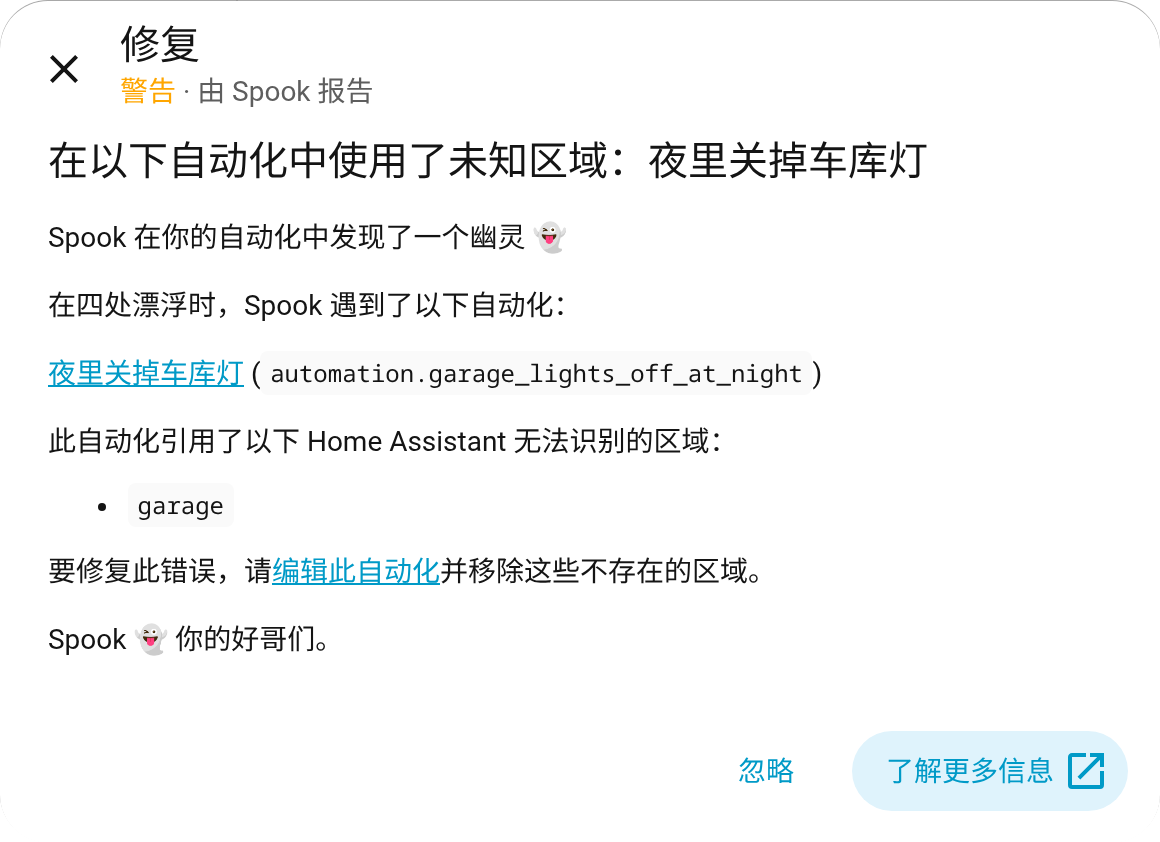 修复
警告 · 由 Spook 报告
在以下自动化中使用了未知区域：夜里关掉车库灯
Spook 在你的自动化中发现了一个幽灵 👻
在四处漂浮时，Spook 遇到了以下自动化：
夜里关掉车库灯 ( automation.garage_lights_off_at_night )
此自动化引用了以下 Home Assistant 无法识别的区域：
• garage
要修复此错误，请编辑此自动化并移除这些不存在的区域。
Spook 👻 你的好哥们。
忽略
了解更多信息